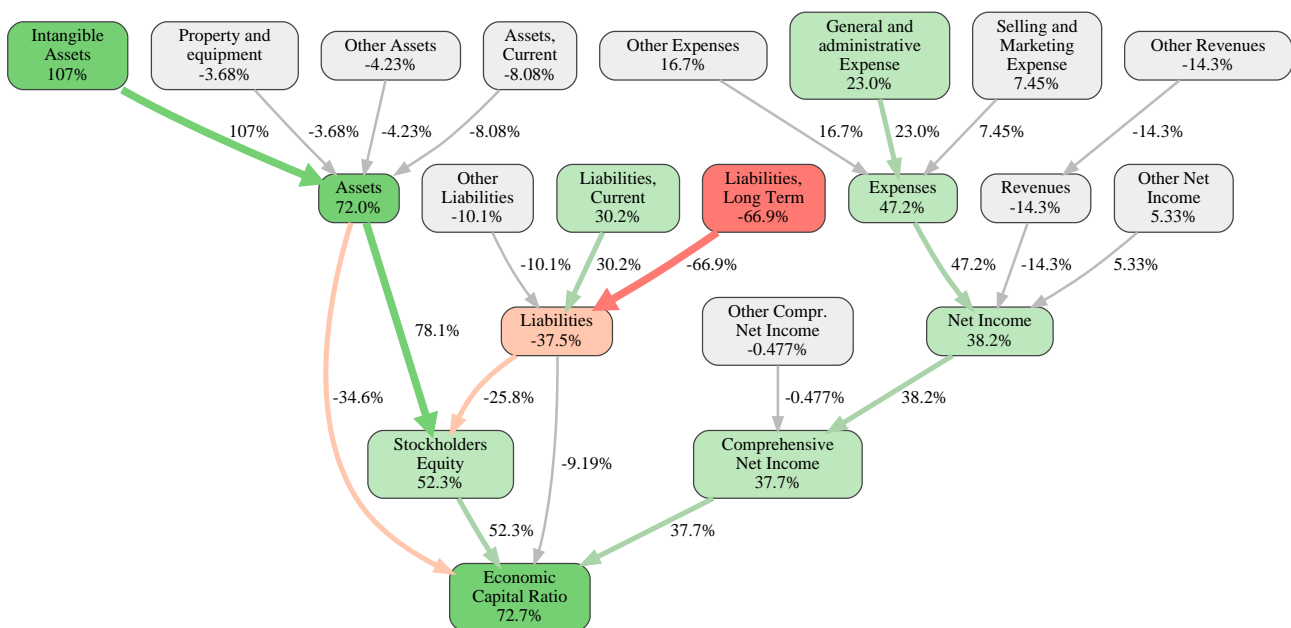 Intangible
Assets
107%
Property and
equipment
-3.68%
Other Assets
-4.23%
Assets,
Current
-8.08%
Other Expenses
16.7%
General and
administrative
Expense
23.0%
Selling and
Marketing
Expense
7.45%
Other Revenues
-14.3%
107%
-3.68%
-4.23%
-8.08%
16.7%
23.0%
7.45%
-14.3%
Assets
72.0%
Other
Liabilities
-10.1%
Liabilities,
Current
30.2%
Liabilities,
Long Term
-66.9%
Expenses
47.2%
Revenues
-14.3%
Other Net
Income
5.33%
-10.1%
30.2%
-66.9%
47.2%
-14.3%
5.33%
78.1%
Liabilities
-37.5%
Other Compr.
Net Income
-0.477%
Net Income
38.2%
-34.6%
-25.8%
-0.477%
38.2%
Stockholders
Equity
52.3%
-9.19%
Comprehensive
Net Income
37.7%
52.3%
37.7%
Economic
Capital Ratio
72.7%